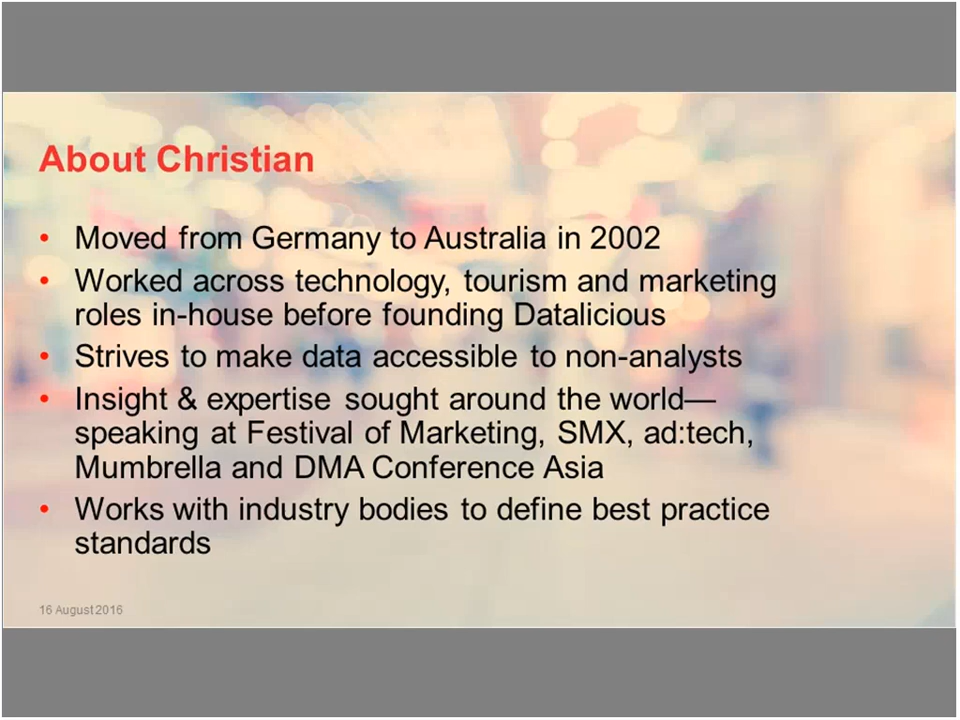 About Christian
• Moved from Germany to Australia in 2002
• Worked across technology, tourism and marketing
roles in-house before founding Datalicious
• Strives to make data accessible to non-analysts
• Insight & expertise sought around the world—
speaking at Festival of Marketing, SMX, ad:tech,
Mumbrella and DMA Conference Asia
• Works with industry bodies to define best practice
standards
16 August 2016